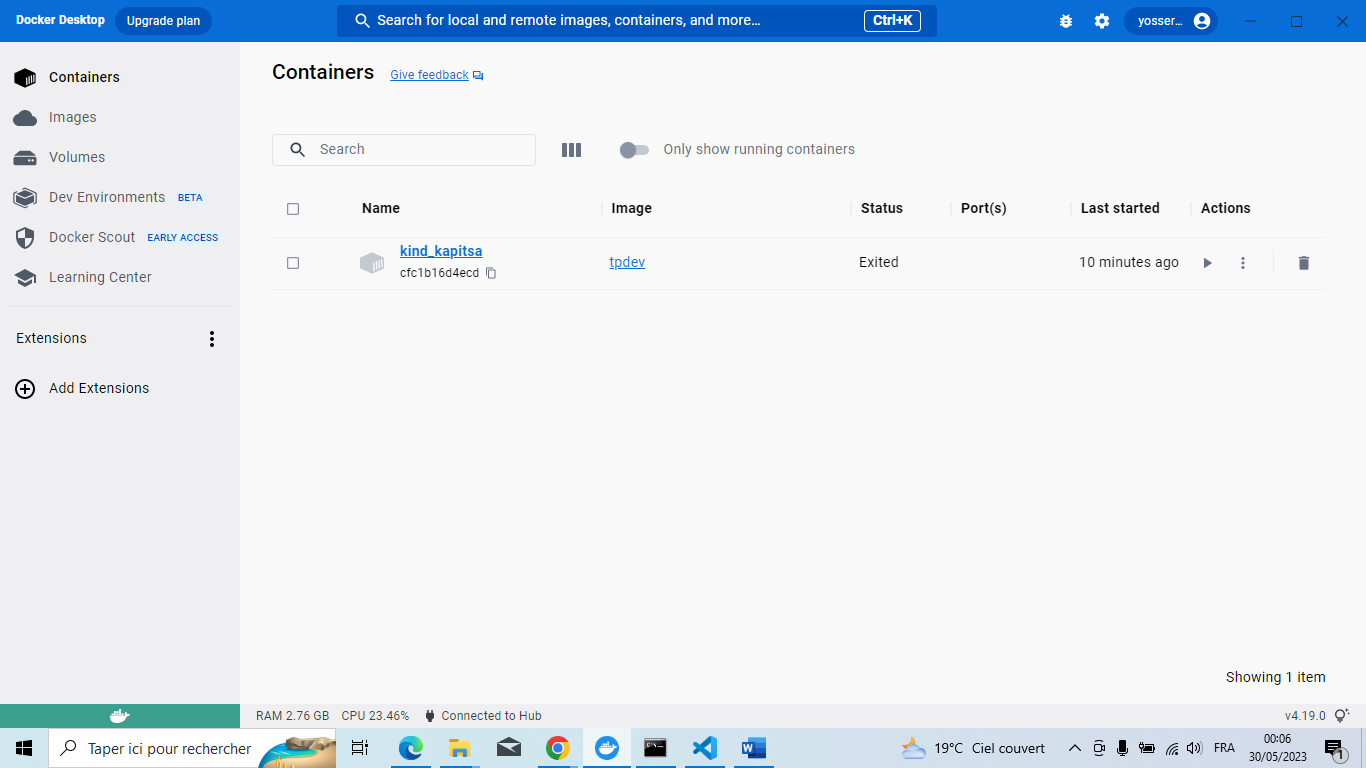 Docker Desktop Upgrade plan Search for local and remote images, containers, and more... Ctrl+K yosser...
Containers
Images
Volumes
Dev Environments BETA
Docker Scout EARLY ACCESS
Learning Center
Extensions
Add Extensions
Containers Give feedback
Search Only show running containers
Name Image Status Port(s) Last started Actions
kind_kapitsa
cfc1b16d4ecd
tpdev Exited 10 minutes ago
Showing 1 item
RAM 2.76 GB CPU 23.46% Connected to Hub v4.19.0
Taper ici pour rechercher 19°C Ciel couvert FRA
00:06
30/05/2023
1